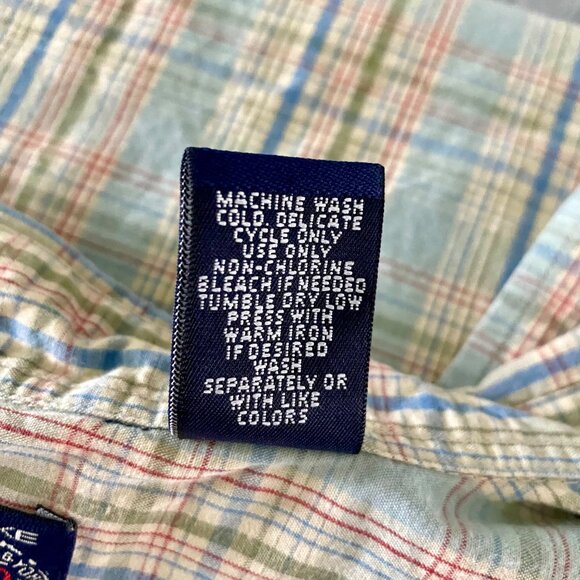 MACHINE WASH
COLD. DELICATE
CYCLE ONLY
USE ONLY
NON-CHLORINE
BLEACH IF NEEDED
TUMBLE DRY LOW
PRESS WITH
WARM IRON
IF DESIRED
WASH
SEPARATELY OR
WITH LIKE
COLORS